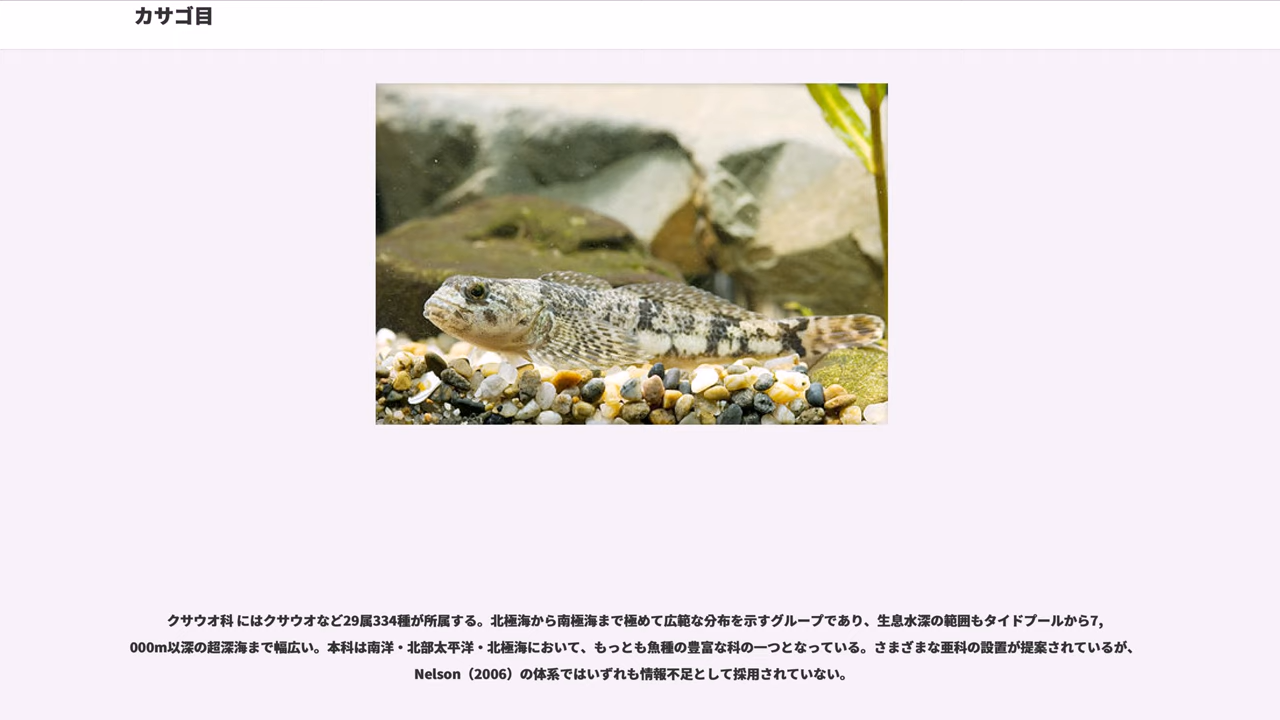 カサゴ目
クサウオ科 にはクサウオなど29属334種が所属する。北極海から南極海まで極めて広範な分布を示すグループであり、生息水深の範囲もタイドプールから7,
000m以深の超深海まで幅広い。本科は南洋・北部太平洋・北極海において、もっとも魚種の豊富な科の一つとなっている。さまざまな亜科の設置が提案されているが、
Nelson（2006）の体系ではいずれも情報不足として採用されていない。